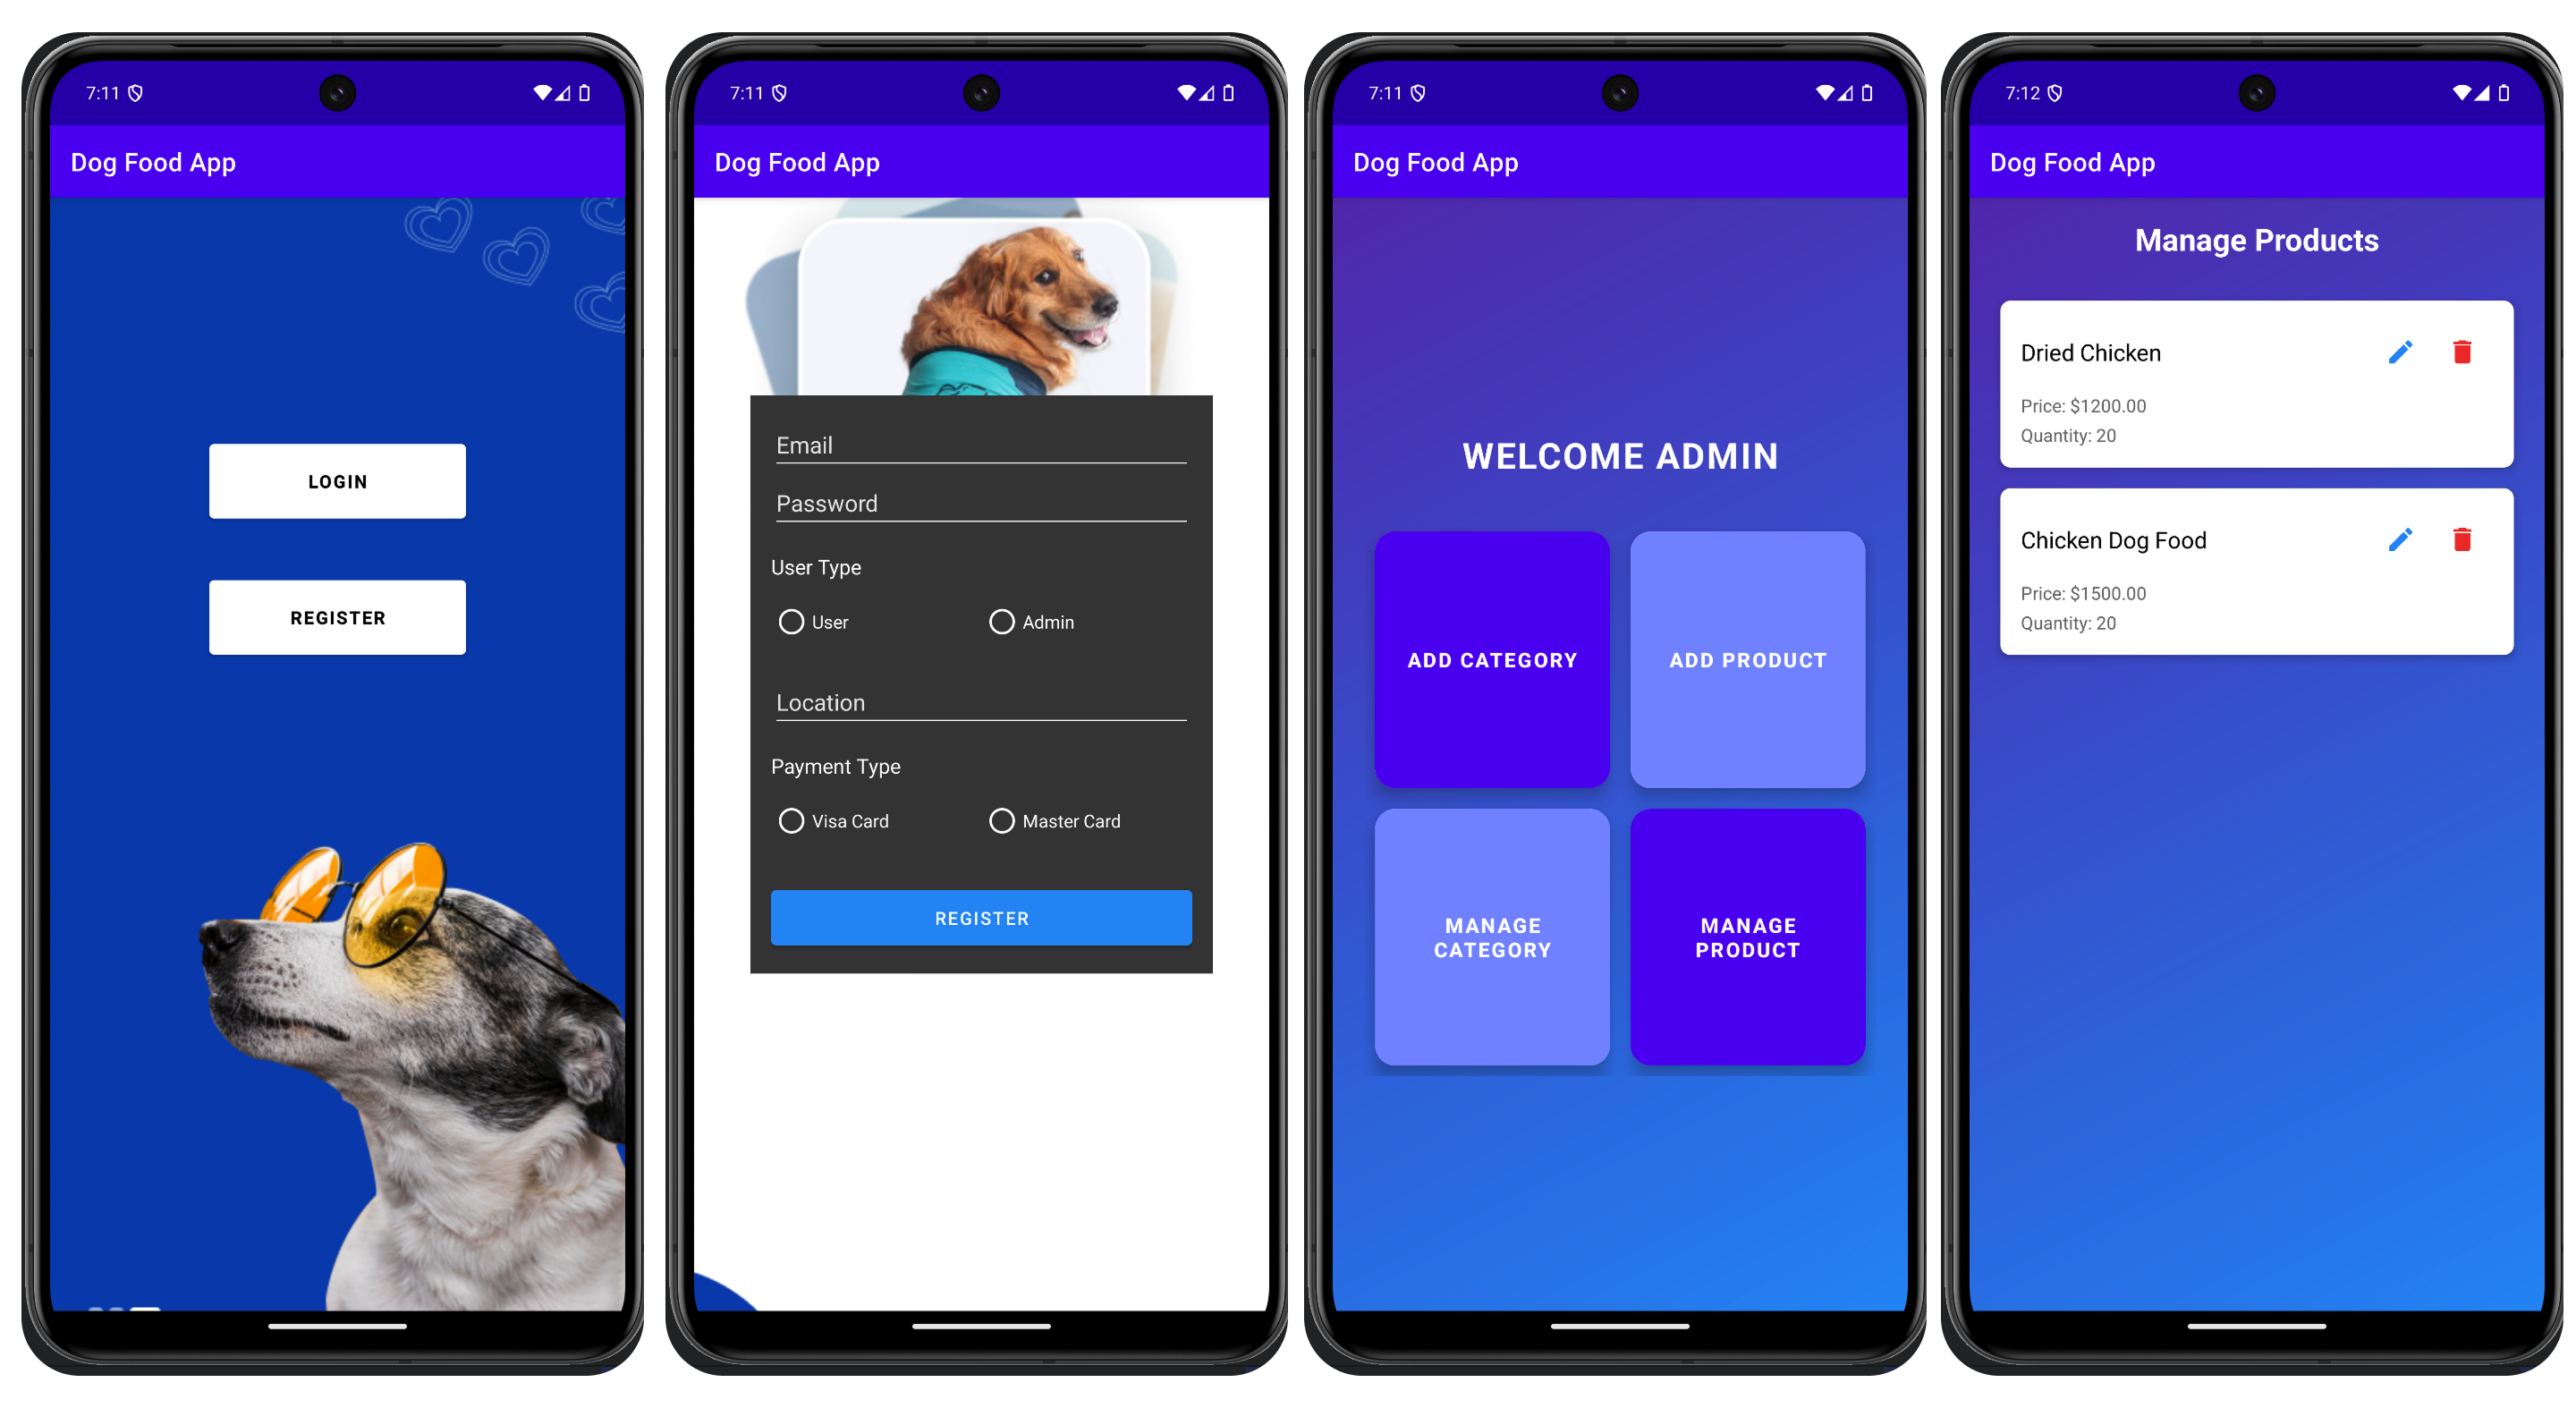 7:11
Dog Food App
LOGIN
REGISTER
7:11
Dog Food App
Email
Password
User Type
User Admin
Location
Payment Type
Visa Card Master Card
REGISTER
7:11
Dog Food App
WELCOME ADMIN
ADD CATEGORY ADD PRODUCT
MANAGE
CATEGORY
MANAGE
PRODUCT
7:12
Dog Food App
Manage Products
Dried Chicken
Price: $1200.00
Quantity: 20
Chicken Dog Food
Price: $1500.00
Quantity: 20